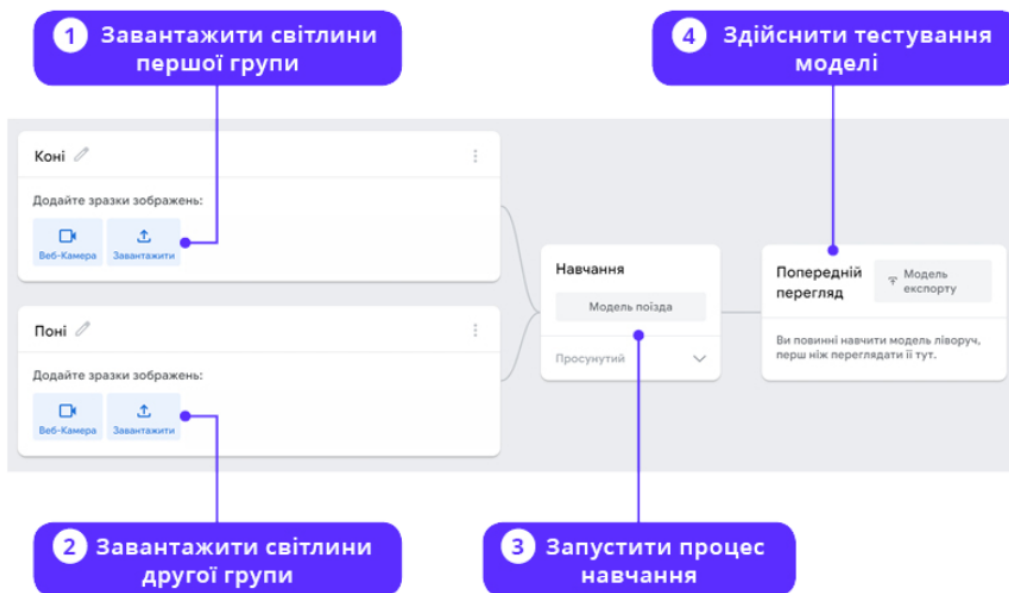 1 Завантажити світлини
першої групи
4 Здійснити тестування
моделі
Коні
Додайте зразки зображень:
Веб-Камера Завантажити
Навчання
Модель поїзда
Просунутий
Попередній
перегляд
Модель
експорту
Ви повинні навчити модель ліворуч,
перш ніж переглядати її тут.
Поні
Додайте зразки зображень:
Веб-Камера Завантажити
2 Завантажити світлини
другої групи
3 Запустити процес
навчання